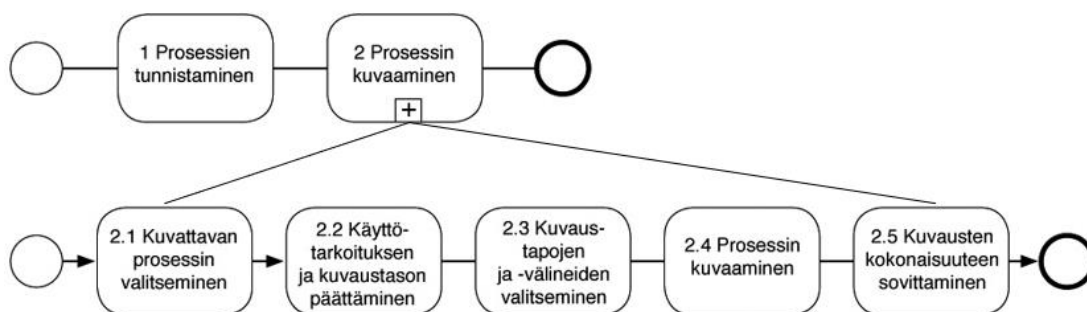 1 Prosessien
tunnistaminen
2 Prosessin
kuvaaminen
+
2.1 Kuvattavan
prosessin
valitseminen
2.2 Käyttö-
tarkoituksen
ja kuvaustason
päättäminen
2.3 Kuvaus-
tapojen
ja -välineiden
valitseminen
2.4 Prosessin
kuvaaminen
2.5 Kuvausten
kokonaisuuteen
sovittaminen